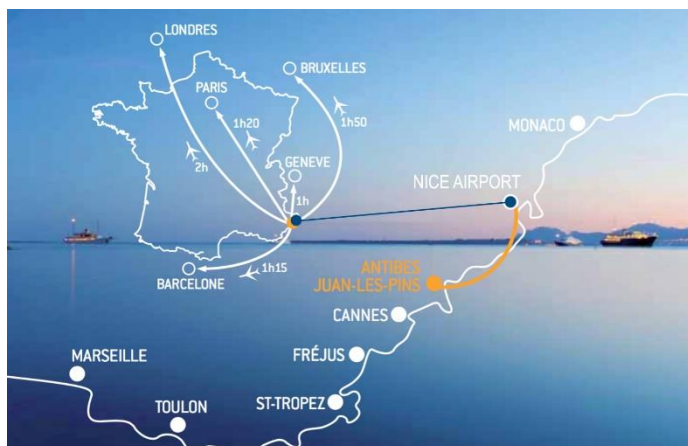 LONDRES
BRUXELLES
PARIS
1h20
1h50
MONACO
2h
GENEVE
NICE AIRPORT
1h
ANTIBES
JUAN-LES-PINS
1h15
BARCELONE
CANNES
MARSEILLE
FRÉJUS
ST-TROPEZ
TOULON